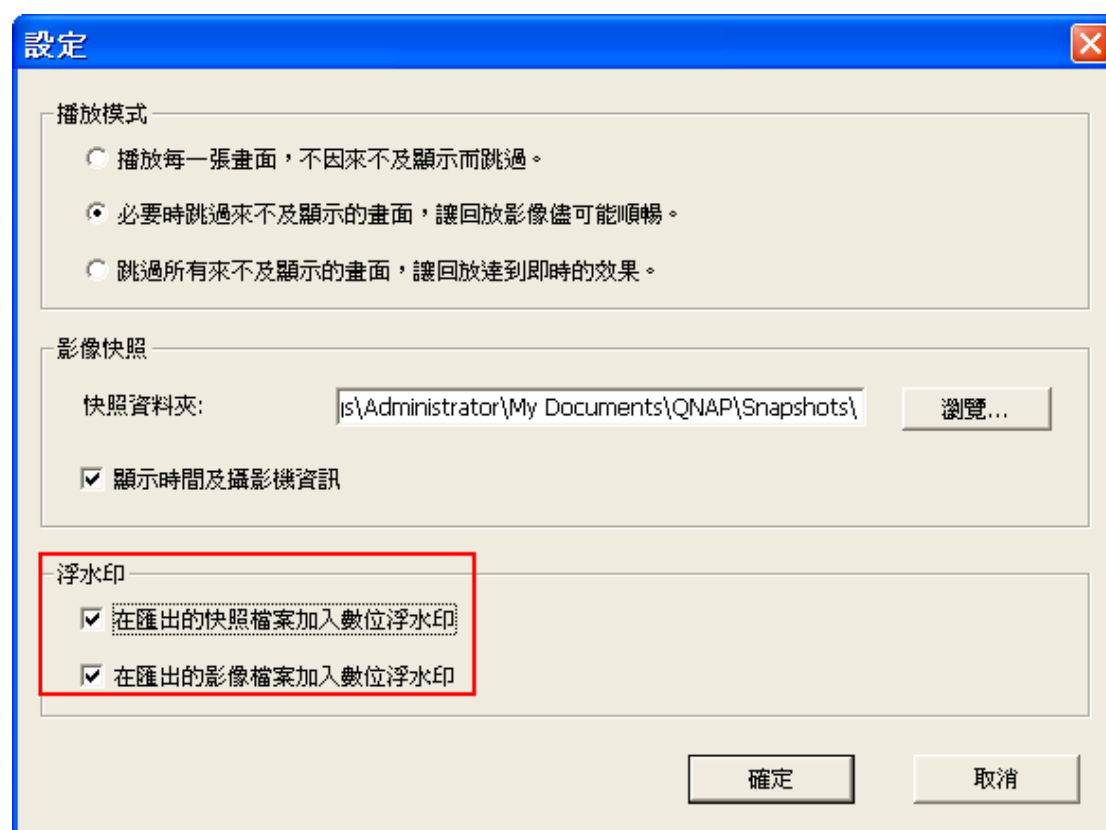 設定
播放模式
播放每一張畫面，不因來不及顯示而跳過。
必要時跳過來不及顯示的畫面，讓回放影像儘可能順暢。
跳過所有來不及顯示的畫面，讓回放達到即時的效果。
影像快照
快照資料夾: s\Administrator\My Documents\QNAP\Snapshots\ 瀏覽...
顯示時間及攝影機資訊
浮水印
在匯出的快照檔案加入數位浮水印
在匯出的影像檔案加入數位浮水印
確定 取消